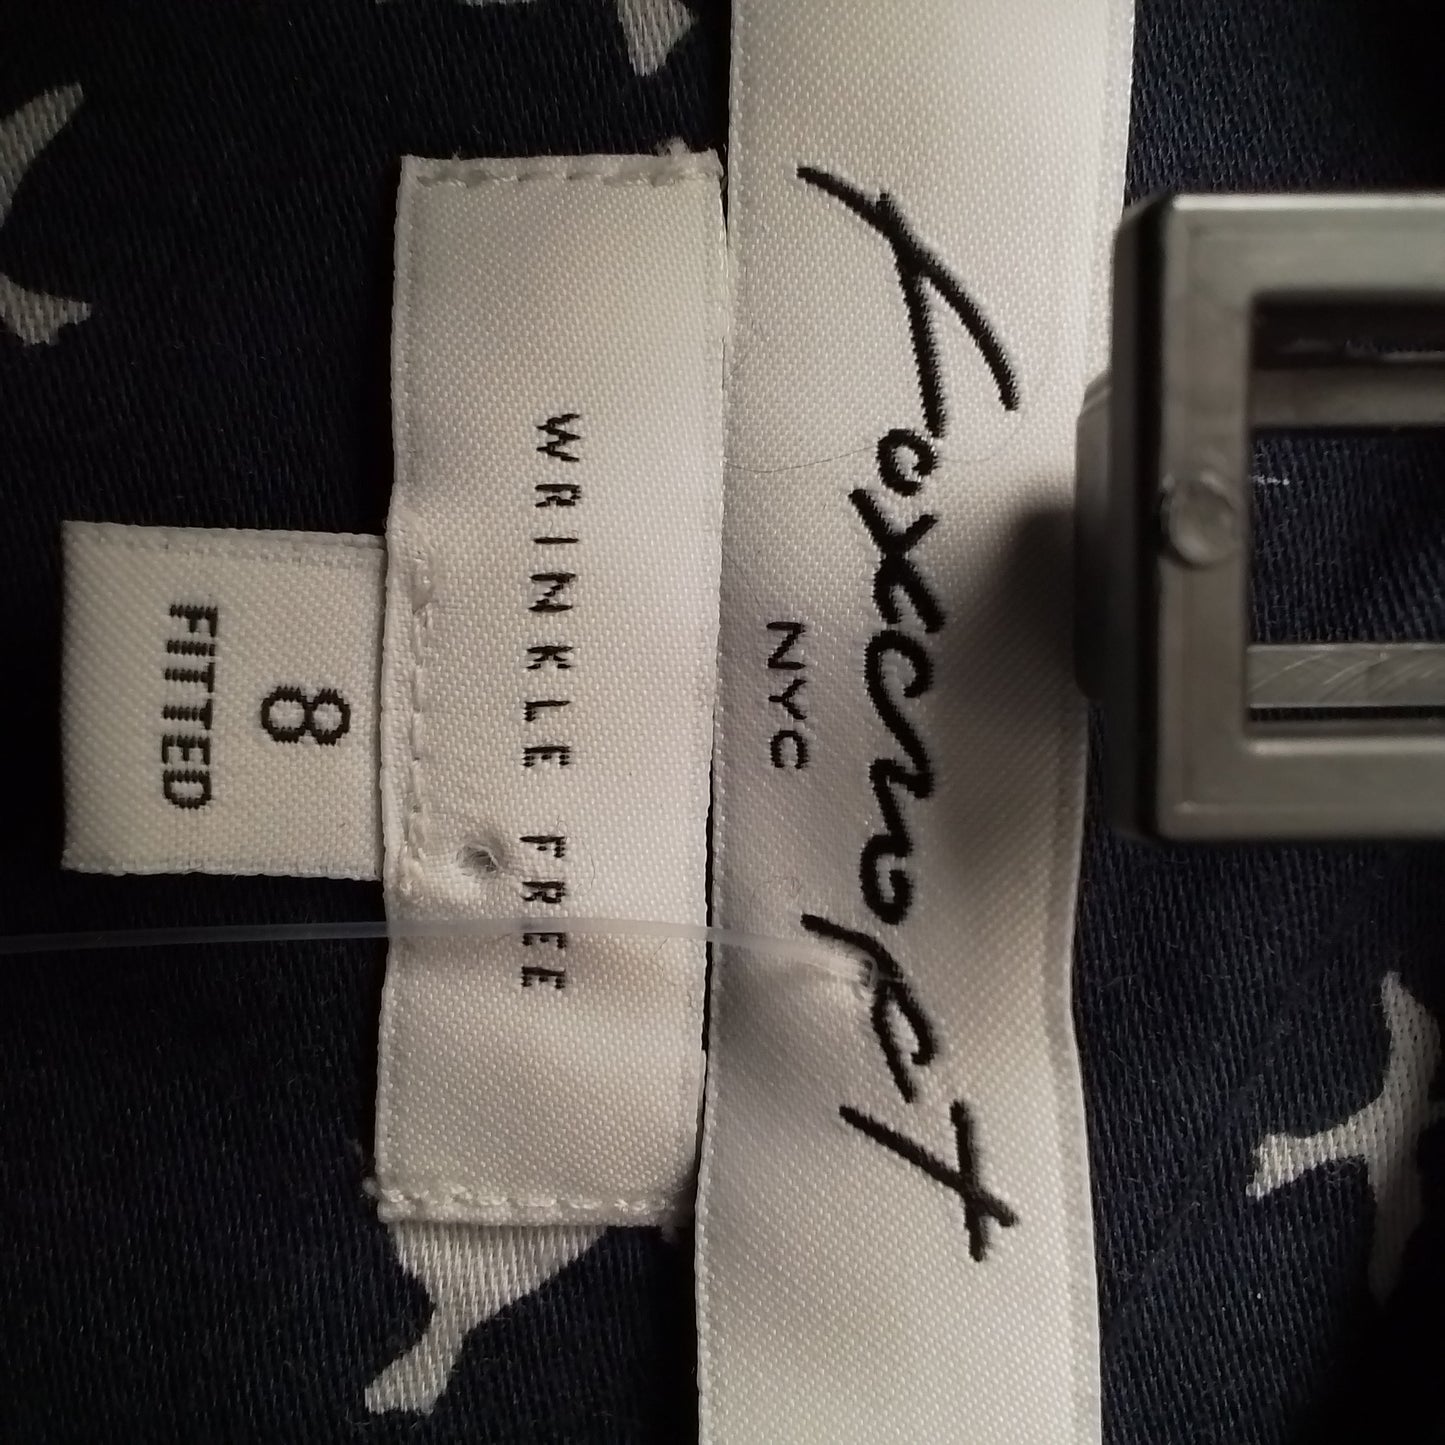 Foxcroft
NYC
WRINKLE FREE
8
FITTED